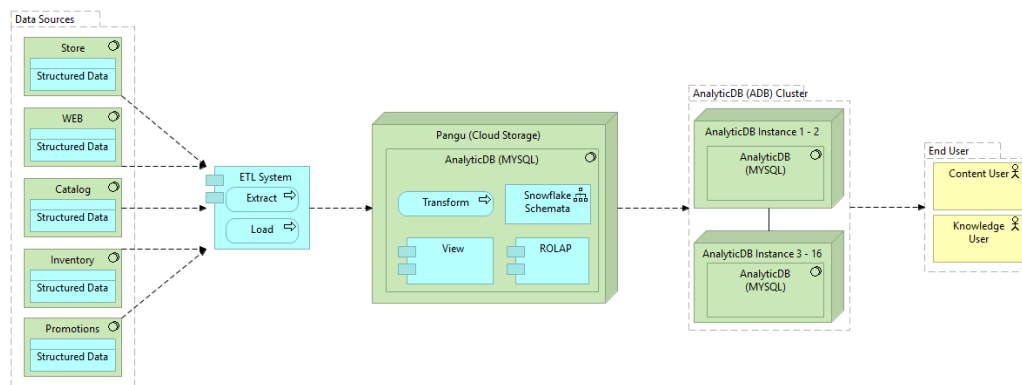 Data Sources
Store
Structured Data
WEB
Structured Data
Catalog
Structured Data
Inventory
Structured Data
Promotions
Structured Data
ETL System
Extract
Load
Pangu (Cloud Storage)
AnalyticDB (MYSQL)
Transform
Snowflake
Schemata
View
ROLAP
AnalyticDB (ADB) Cluster
AnalyticDB Instance 1 - 2
AnalyticDB
(MYSQL)
AnalyticDB Instance 3 - 16
AnalyticDB
(MYSQL)
End User
Content User
Knowledge
User